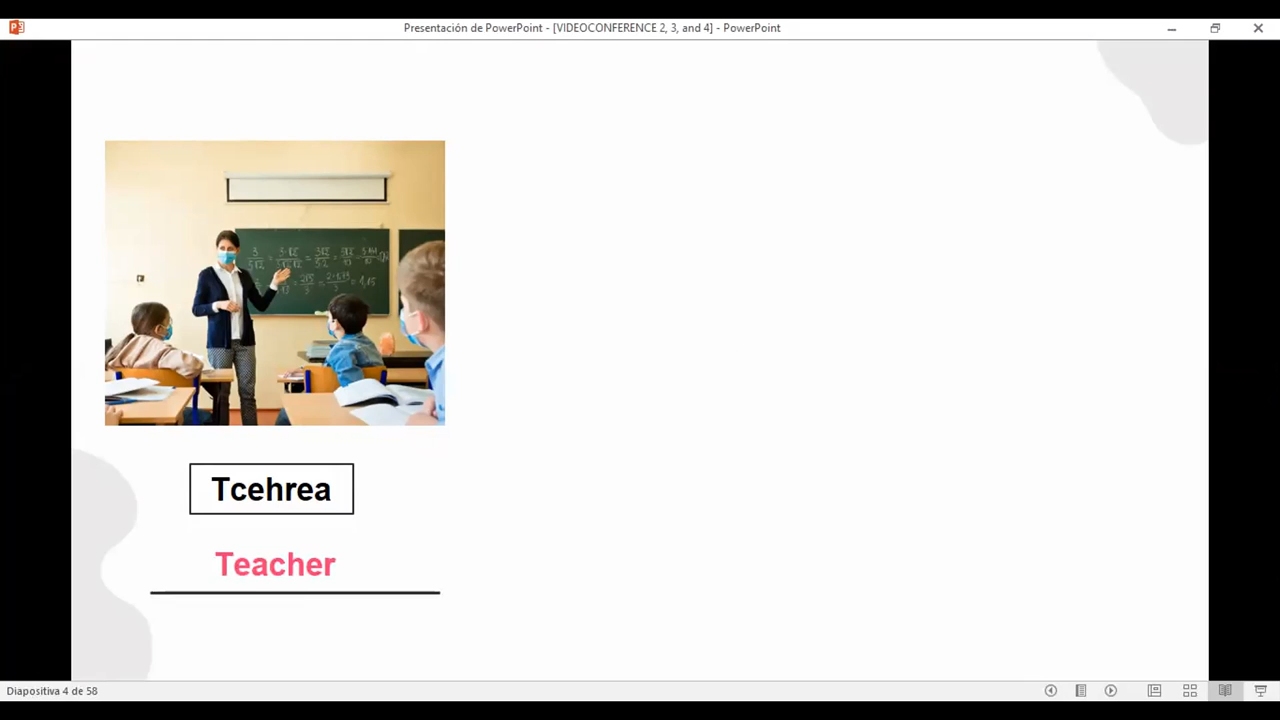 Presentación de PowerPoint - [VIDEOCONFERENCE 2, 3, and 4] - PowerPoint
Tcehrea
Teacher
Diapositiva 4 de 58